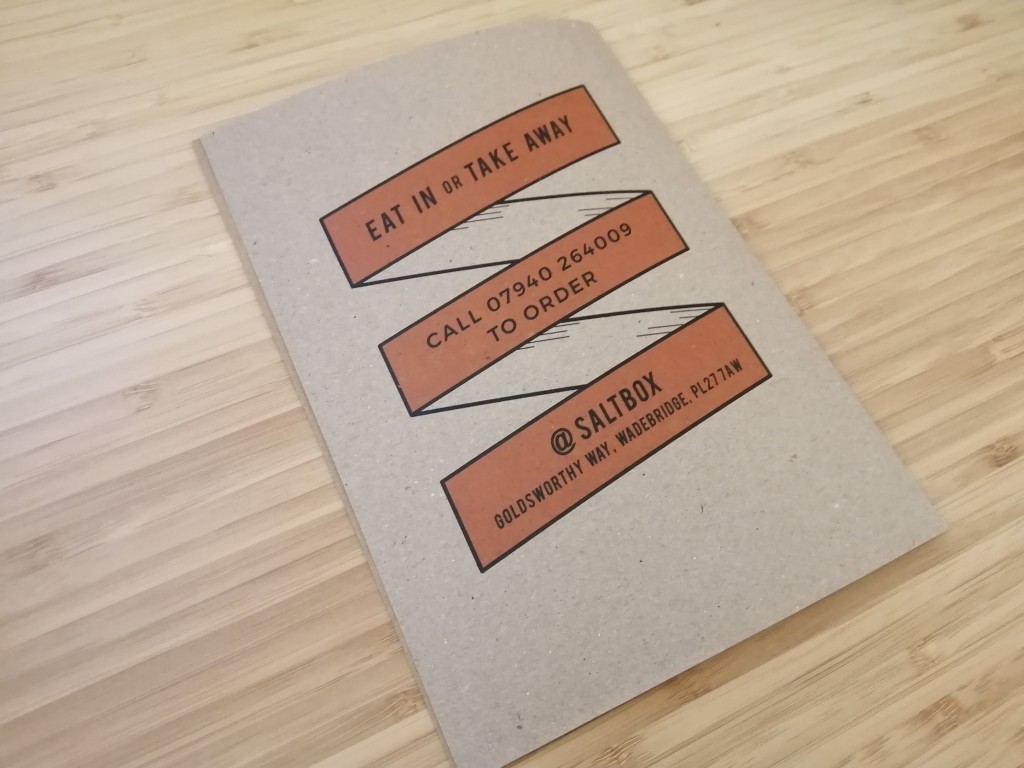 EAT IN OR TAKE AWAY
CALL 07940 264009
TO ORDER
@SALTBOX
GOLDSWORTHY WAY, WADEBRIDGE, PL27 7AW